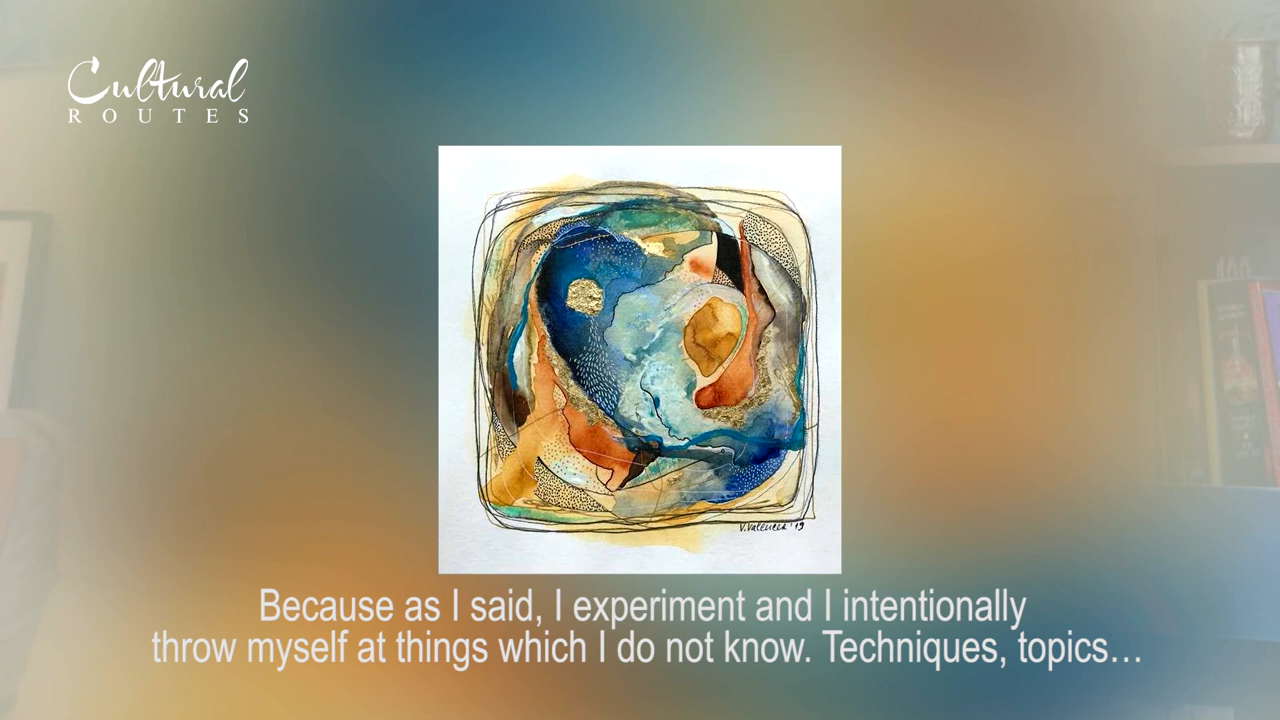 Cultural
ROUTES
V.Valencia '19
Because as I said, I experiment and I intentionally
throw myself at things which I do not know. Techniques, topics…